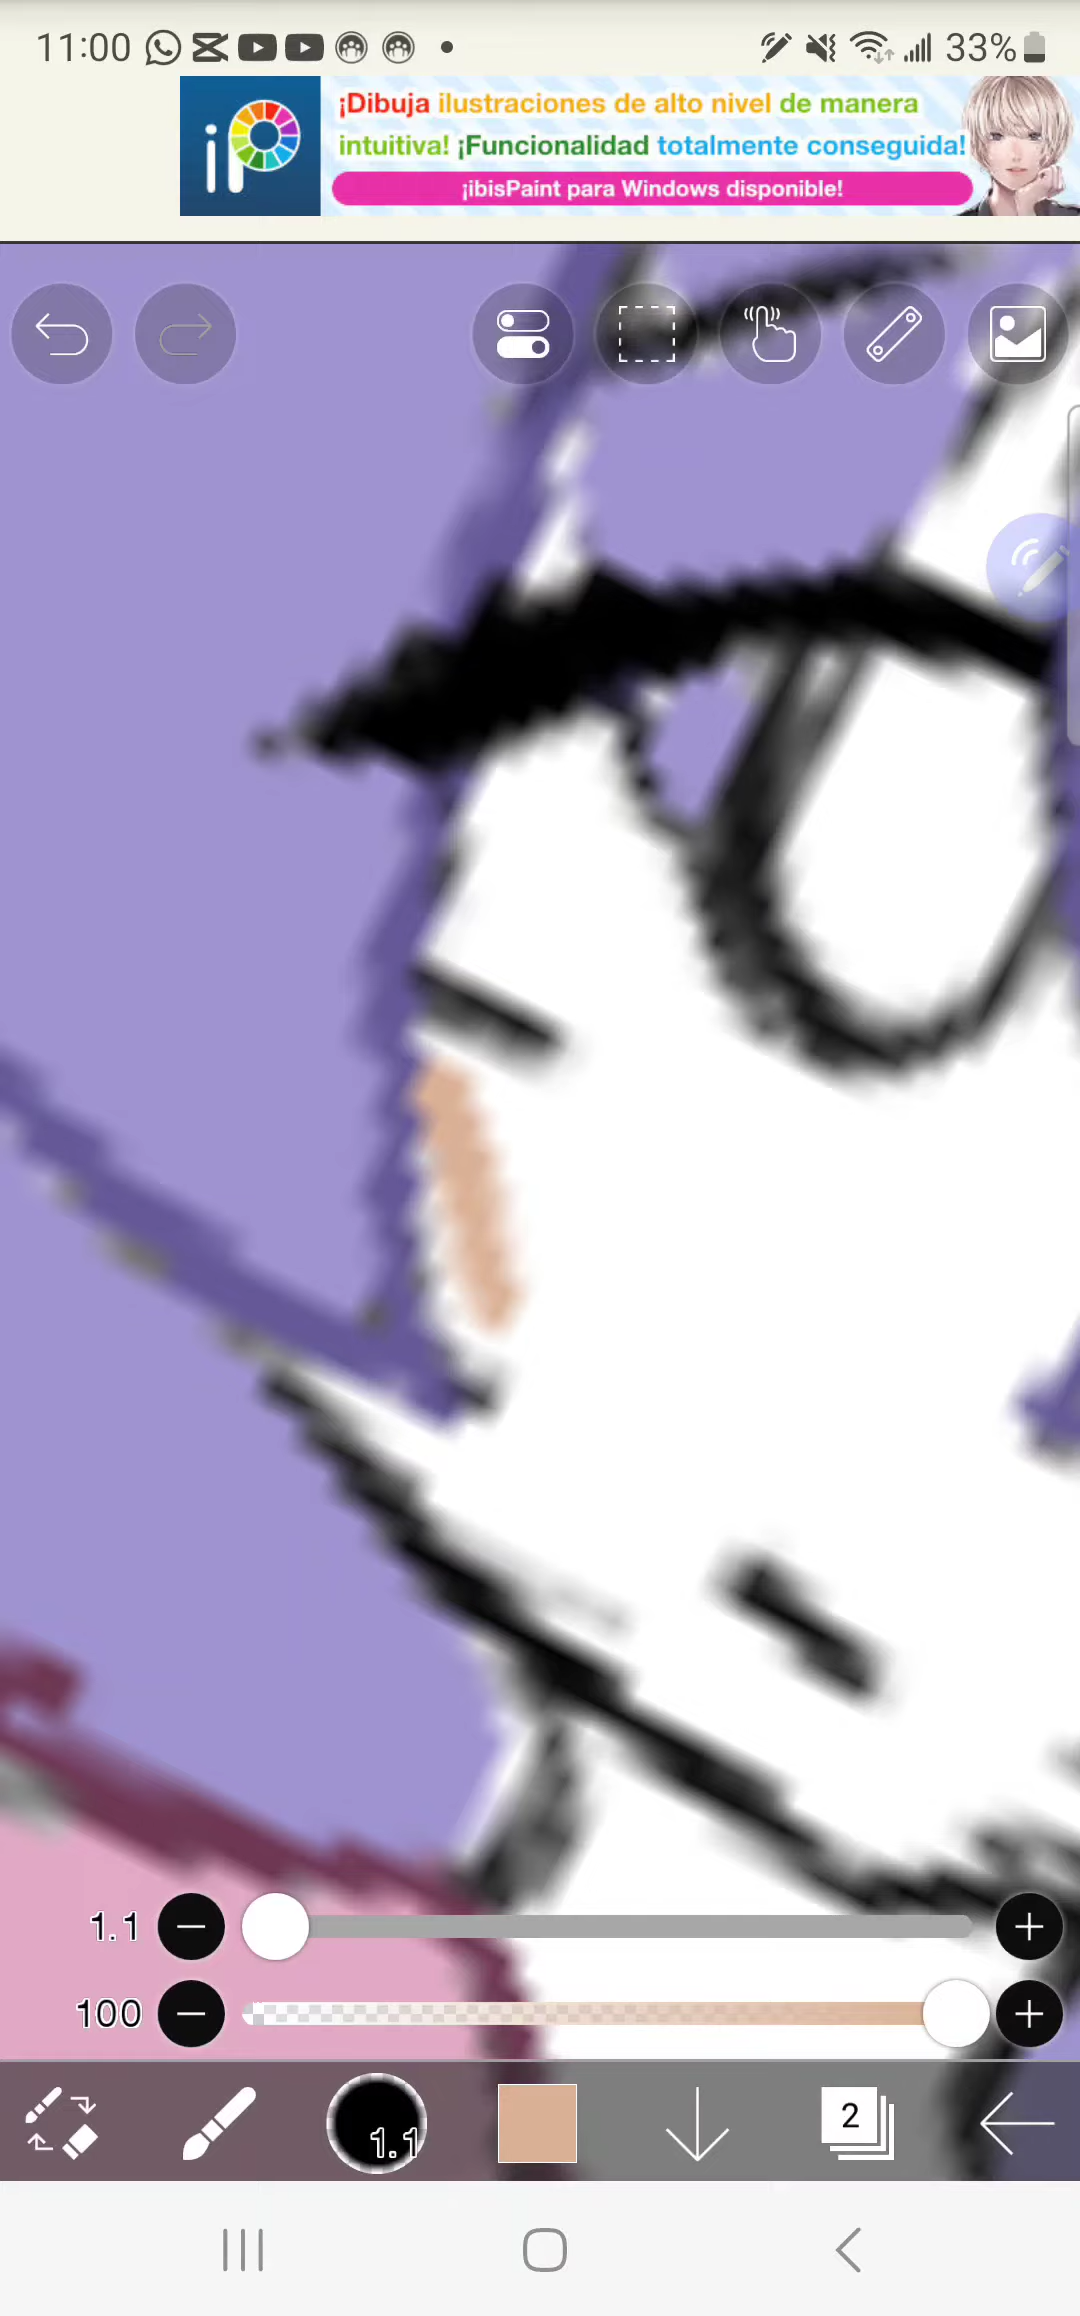 11:00
33%
iP
¡Dibuja ilustraciones de alto nivel de manera
intuitiva! ¡Funcionalidad totalmente conseguida!
¡ibisPaint para Windows disponible!
1.1
100
1.1
2